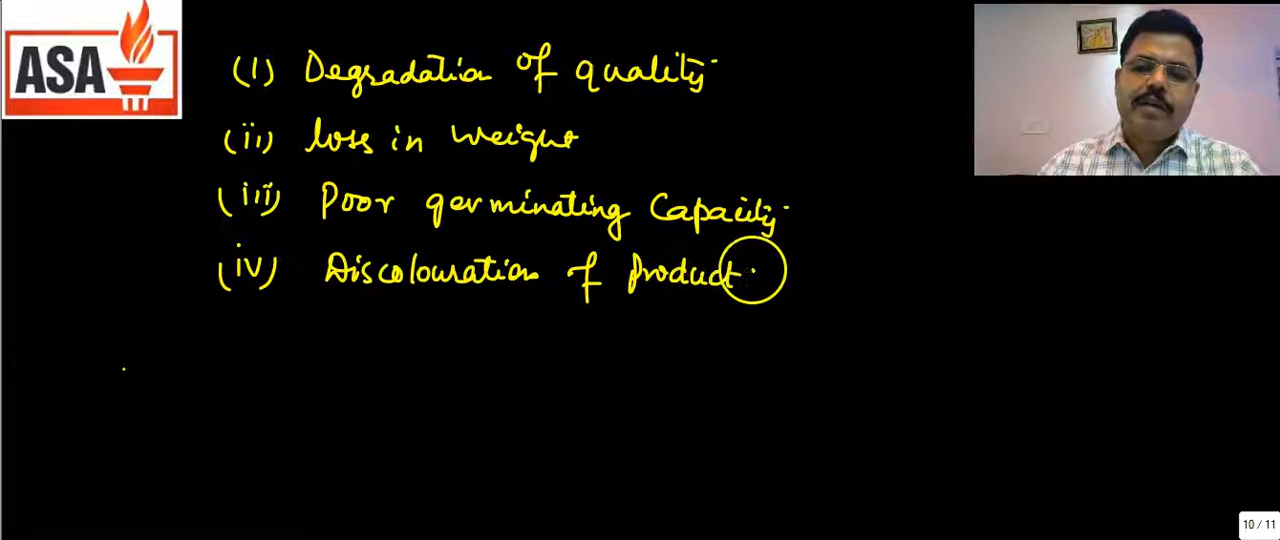 ASA
(i) Degradation of quality.
(ii) loss in weight
(iii) Poor germinating Capacity.
(iv) Discolouration of Product.
10 / 11